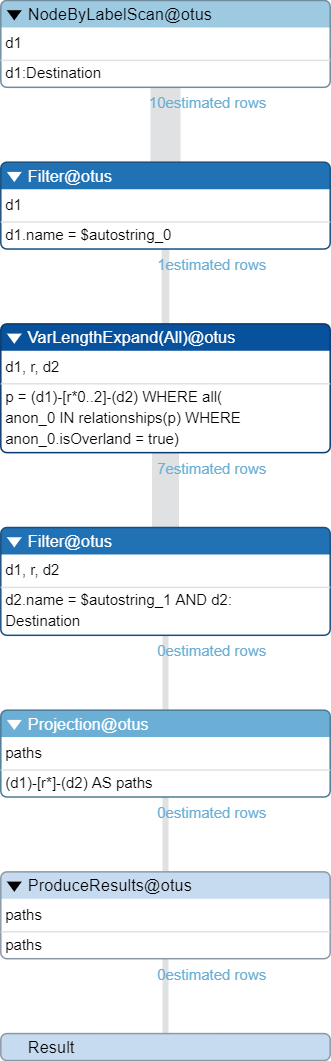 NodeByLabelScan@otus
d1
d1:Destination
10estimated rows
Filter@otus
d1
d1.name = $autostring_0
1estimated rows
VarLengthExpand(All)@otus
d1, r, d2
p = (d1)-[r*0..2]-(d2) WHERE all(
anon_0 IN relationships(p) WHERE
anon_0.isOverland = true)
7estimated rows
Filter@otus
d1, r, d2
d2.name = $autostring_1 AND d2:
Destination
0estimated rows
Projection@otus
paths
(d1)-[r*]-(d2) AS paths
0estimated rows
ProduceResults@otus
paths
paths
0estimated rows
Result